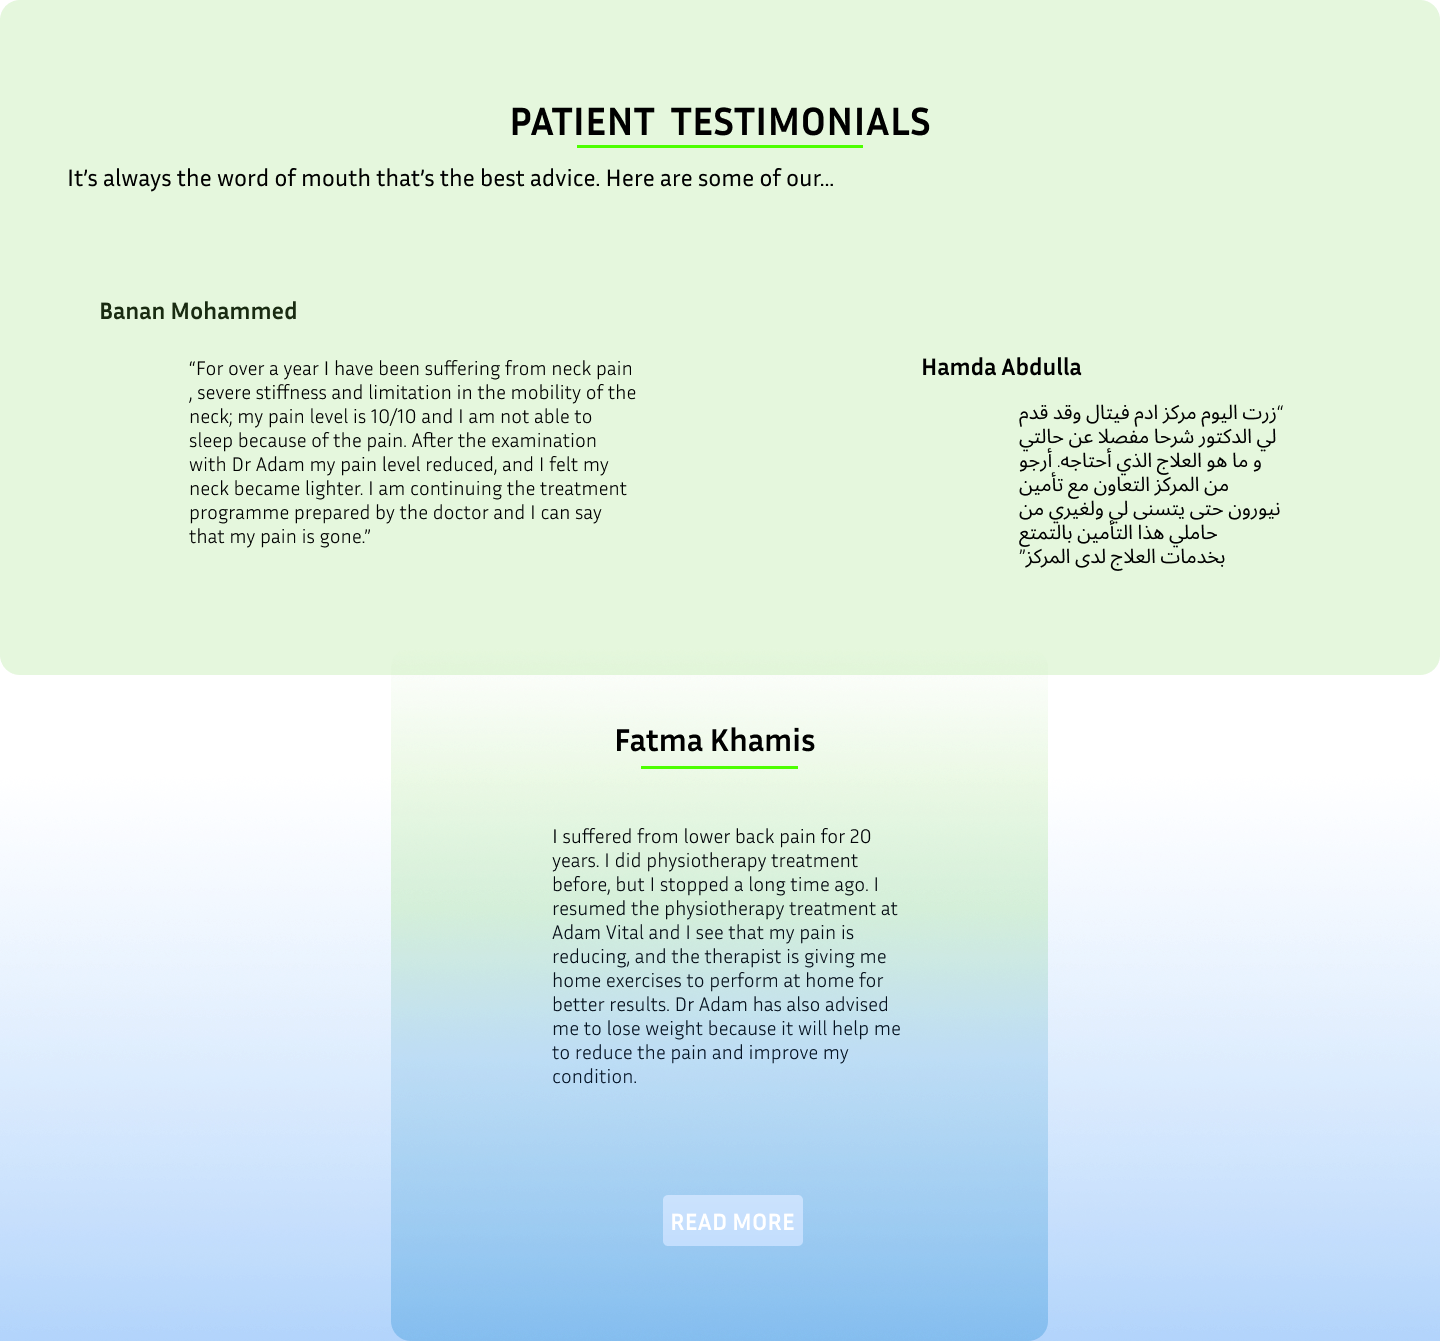 PATIENT TESTIMONIALS
It’s always the word of mouth that’s the best advice. Here are some of our...
Banan Mohammed
“For over a year I have been suffering from neck pain
, severe stiffness and limitation in the mobility of the
neck; my pain level is 10/10 and I am not able to
sleep because of the pain. After the examination
with Dr Adam my pain level reduced, and I felt my
neck became lighter. I am continuing the treatment
programme prepared by the doctor and I can say
that my pain is gone.”
Hamda Abdulla
“زرت اليوم مركز ادم فيتال وقد قدم
لي الدكتور شرحا مفصلا عن حالتي
و ما هو العلاج الذي أحتاجه. أرجو
من المركز التعاون مع تأمين
نيورون حتى يتسنى لي ولغيري من
حاملي هذا التأمين بالتمتع
بخدمات العلاج لدى المركز”
Fatma Khamis
I suffered from lower back pain for 20
years. I did physiotherapy treatment
before, but I stopped a long time ago. I
resumed the physiotherapy treatment at
Adam Vital and I see that my pain is
reducing, and the therapist is giving me
home exercises to perform at home for
better results. Dr Adam has also advised
me to lose weight because it will help me
to reduce the pain and improve my
condition.
READ MORE